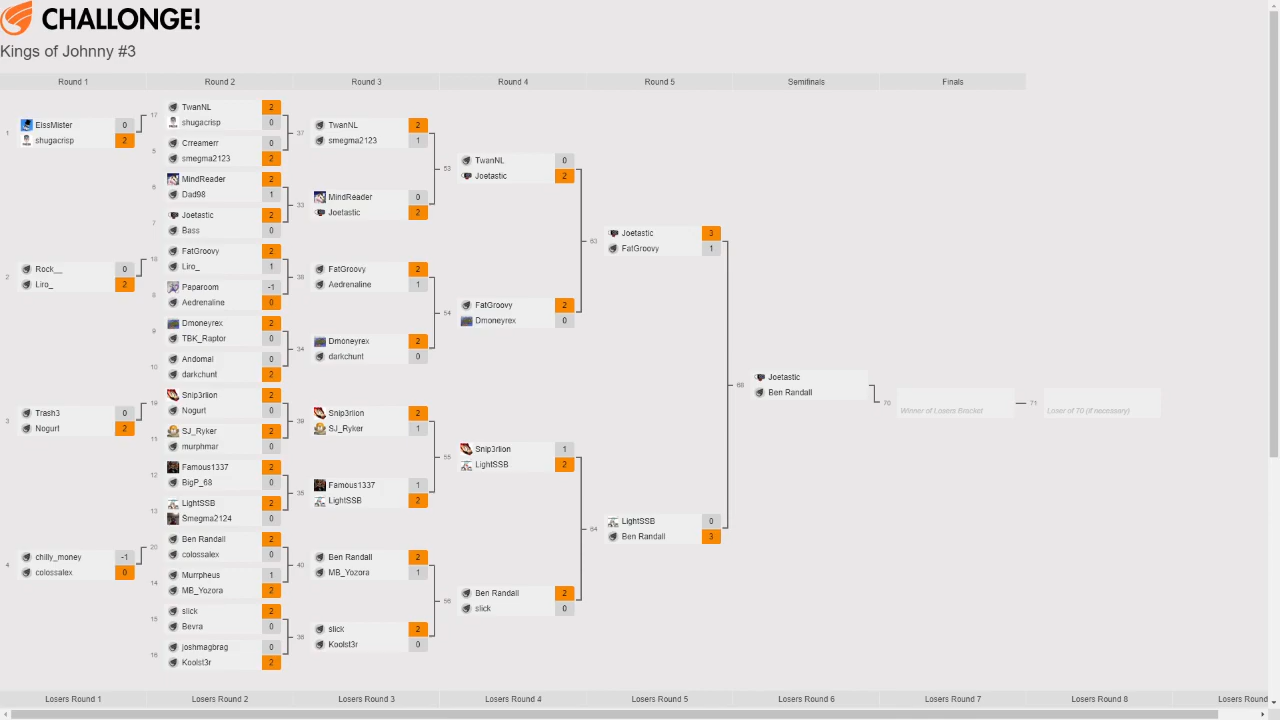 CHALLONGE!
Kings of Johnny #3
Round 1 Round 2 Round 3 Round 4 Round 5 Semifinals Finals
1
EissMister 0
shugacrisp 2
2
Rock__ 0
Liro_ 2
3
Trash3 0
Nogurt 2
4
chilly_money -1
colossalex 0
17
TwanNL 2
shugacrisp 0
5
Crreamerr 0
smegma2123 2
6
MindReader 2
Dad98 1
7
Joetastic 2
Bass 0
18
FatGroovy 2
Liro_ 1
8
Paparoom -1
Aedrenaline 0
9
Dmoneyrex 2
TBK_Raptor 0
10
Andomai 0
darkchunt 2
19
Snip3rlion 2
Nogurt 0
11
SJ_Ryker 2
murphmar 0
12
Famous1337 2
BigP_68 0
13
LightSSB 2
Smegma2124 0
20
Ben Randall 2
colossalex 0
14
Murrpheus 1
MB_Yozora 2
15
slick 2
Bevra 0
16
joshmagbrag 0
Koolst3r 2
37
TwanNL 2
smegma2123 1
33
MindReader 0
Joetastic 2
38
FatGroovy 2
Aedrenaline 1
34
Dmoneyrex 2
darkchunt 0
39
Snip3rlion 2
SJ_Ryker 1
35
Famous1337 1
LightSSB 2
40
Ben Randall 2
MB_Yozora 1
36
slick 2
Koolst3r 0
53
TwanNL 0
Joetastic 2
54
FatGroovy 2
Dmoneyrex 0
55
Snip3rlion 1
LightSSB 2
56
Ben Randall 2
slick 0
63
Joetastic 3
FatGroovy 1
64
LightSSB 0
Ben Randall 3
68
Joetastic
Ben Randall
70
Winner of Losers Bracket
71
Loser of 70 (if necessary)
Losers Round 1 Losers Round 2 Losers Round 3 Losers Round 4 Losers Round 5 Losers Round 6 Losers Round 7 Losers Round 8 Losers Round